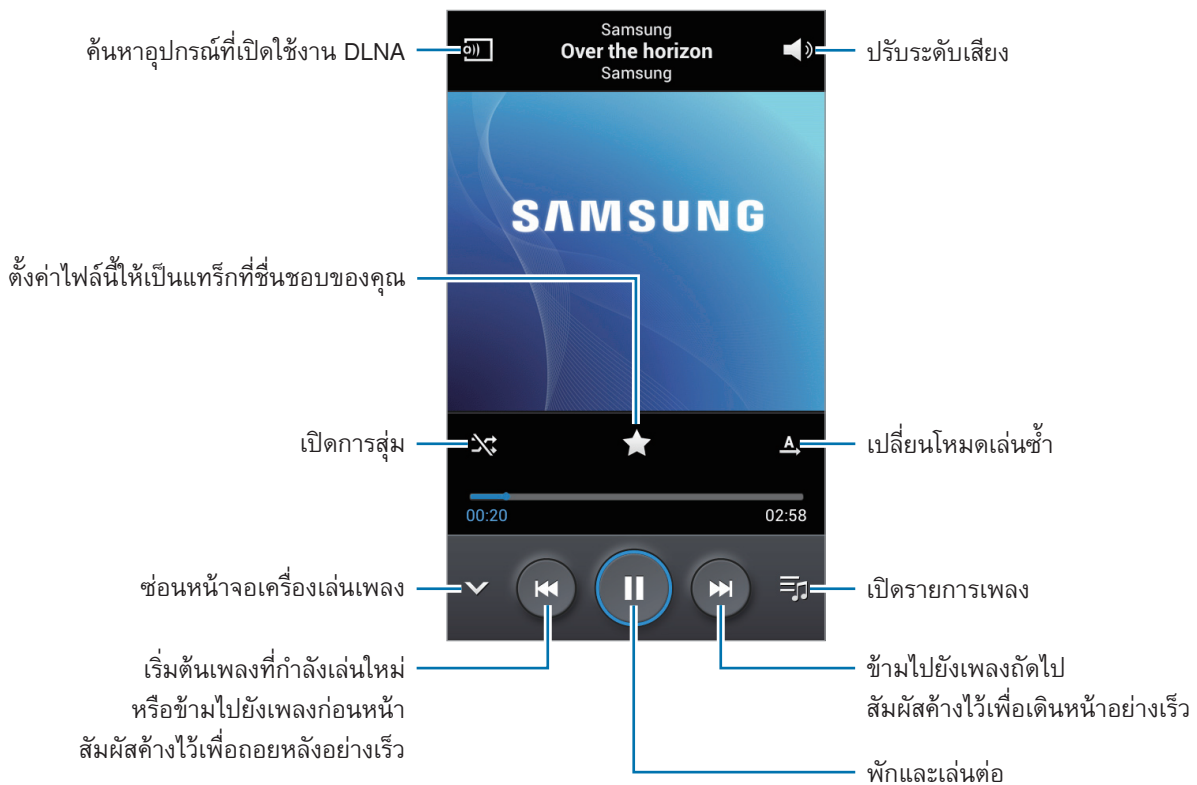 Samsung
ค้นหาอุปกรณ์ที่เปิดใช้งาน DLNA
Over the horizon
ปรับระดับเสียง
Samsung
SAMSUNG
ตั้งค่าไฟล์นี้ให้เป็นแทร็กที่ชื่นชอบของคุณ
เปิดการสุ่ม
A
เปลี่ยนโหมดเล่นซ้ำ
00:20
02:58
ซ่อนหน้าจอเครื่องเล่นเพลง
เปิดรายการเพลง
เริ่มต้นเพลงที่กำลังเล่นใหม่
หรือข้ามไปยังเพลงก่อนหน้า
สัมผัสค้างไว้เพื่อถอยหลังอย่างเร็ว
ข้ามไปยังเพลงถัดไป
สัมผัสค้างไว้เพื่อเดินหน้าอย่างเร็ว
พักและเล่นต่อ